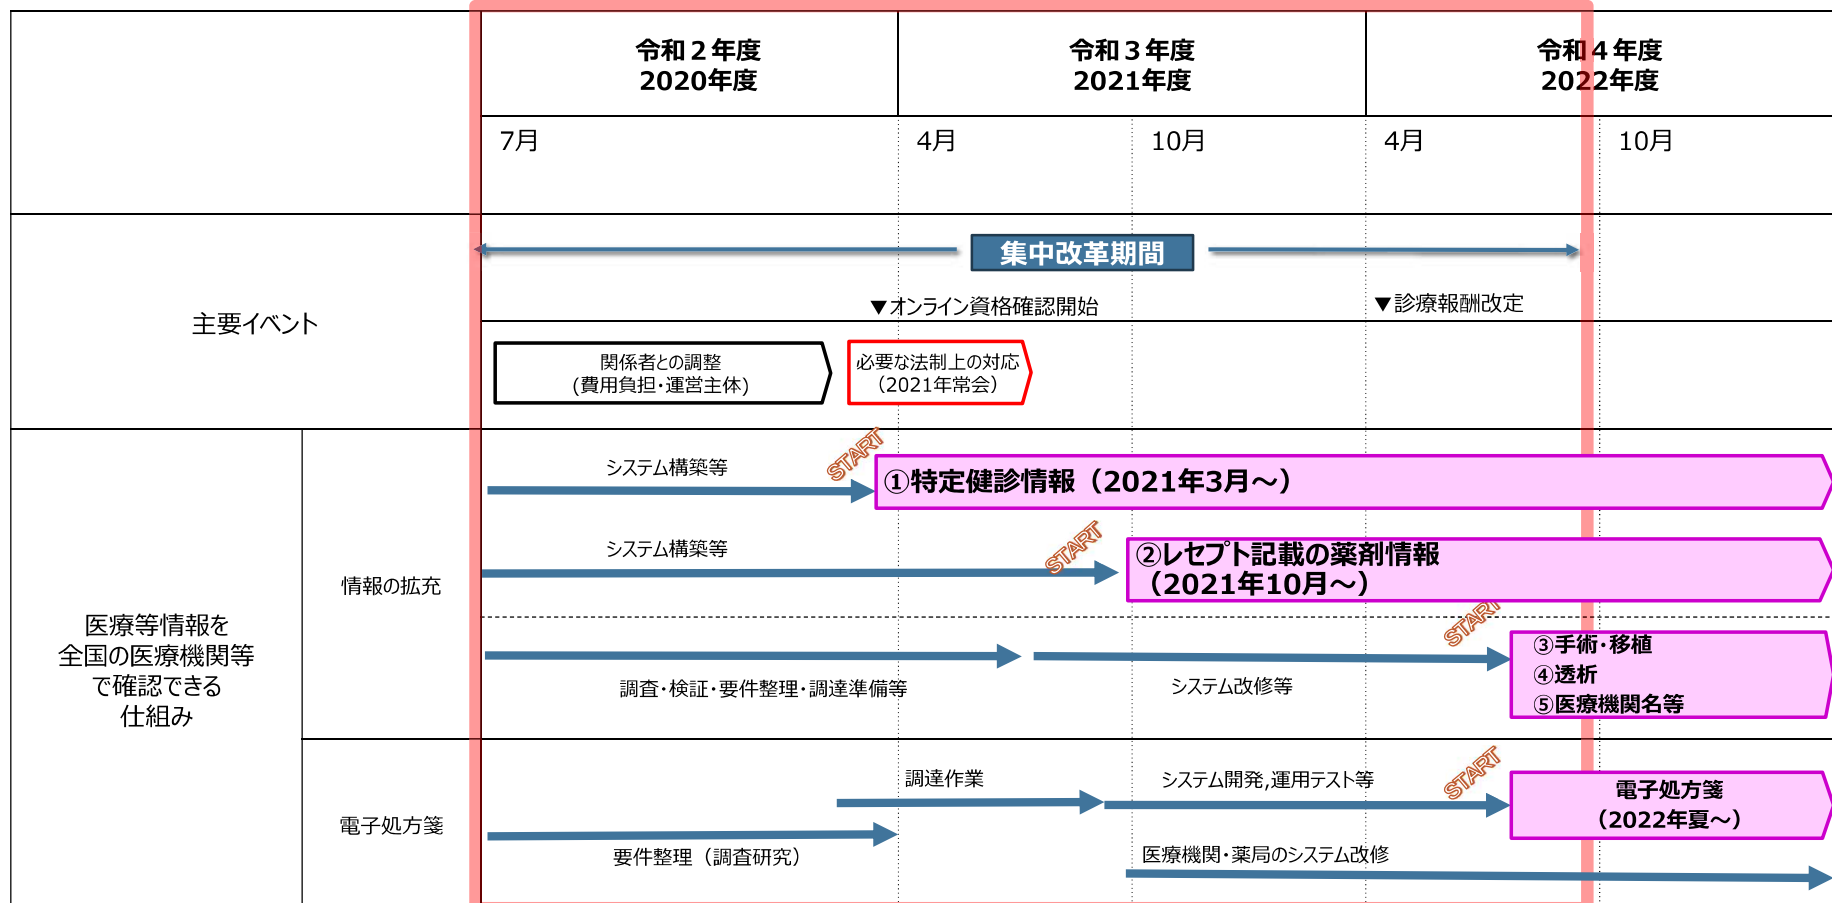 令和２年度
2020年度
令和３年度
2021年度
令和４年度
2022年度
7月
4月
10月
4月
10月
主要イベント
集中改革期間
▼オンライン資格確認開始
▼診療報酬改定
関係者との調整
(費用負担・運営主体)
必要な法制上の対応
（2021年常会）
医療等情報を
全国の医療機関等
で確認できる
仕組み
情報の拡充
システム構築等
START
①特定健診情報（2021年3月～）
システム構築等
START
②レセプト記載の薬剤情報
（2021年10月～）
調査・検証・要件整理・調達準備等
システム改修等
START
③手術・移植
④透析
⑤医療機関名等
電子処方箋
調達作業
システム開発,運用テスト等
START
電子処方箋
（2022年夏～）
要件整理（調査研究）
医療機関・薬局のシステム改修